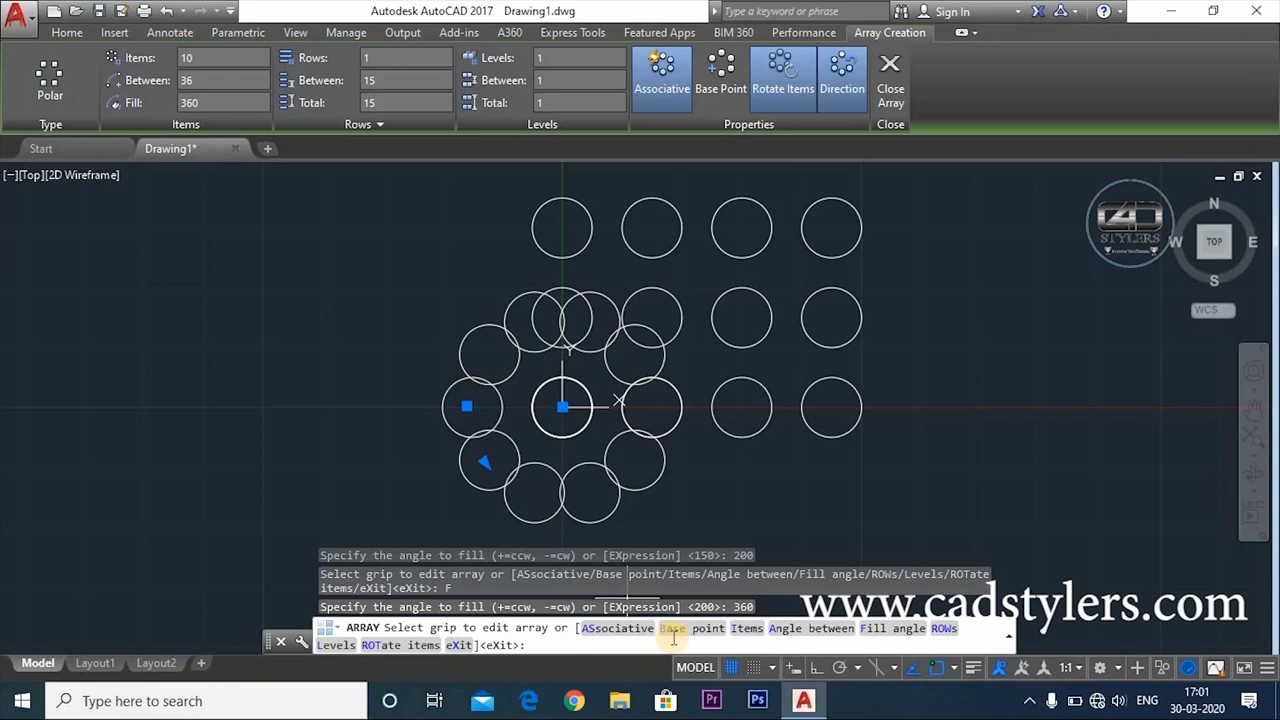 Autodesk AutoCAD 2017 Drawing1.dwg
Type a keyword or phrase
Sign In
Home Insert Annotate Parametric View Manage Output Add-ins A360 Express Tools Featured Apps BIM 360 Performance Array Creation
Items: 10 Rows: 1 Levels: 1
Polar Between: 36 Between: 15 Between: 1
Fill: 360 Total: 15 Total: 1
Associative Base Point Rotate Items Direction Close Array
Type Items Rows Levels Properties Close
Start Drawing1*
[−][Top][2D Wireframe]
CAD
STYLERS
N
W TOP E
S
WCS
Y
X
Specify the angle to fill (+=ccw, -=cw) or [EXpression] <150>: 200
Select grip to edit array or [ASsociative/Base point/Items/Angle between/Fill angle/ROWs/Levels/ROTate
items/eXit]<eXit>: F
Specify the angle to fill (+=ccw, -=cw) or [EXpression] <200>: 360
www.cadstylers.com
ARRAY Select grip to edit array or [ASsociative Base point Items Angle between Fill angle ROWs
Levels ROTate items eXit]<eXit>:
Model Layout1 Layout2 MODEL 1:1
Type here to search
ENG 17:01
30-03-2020